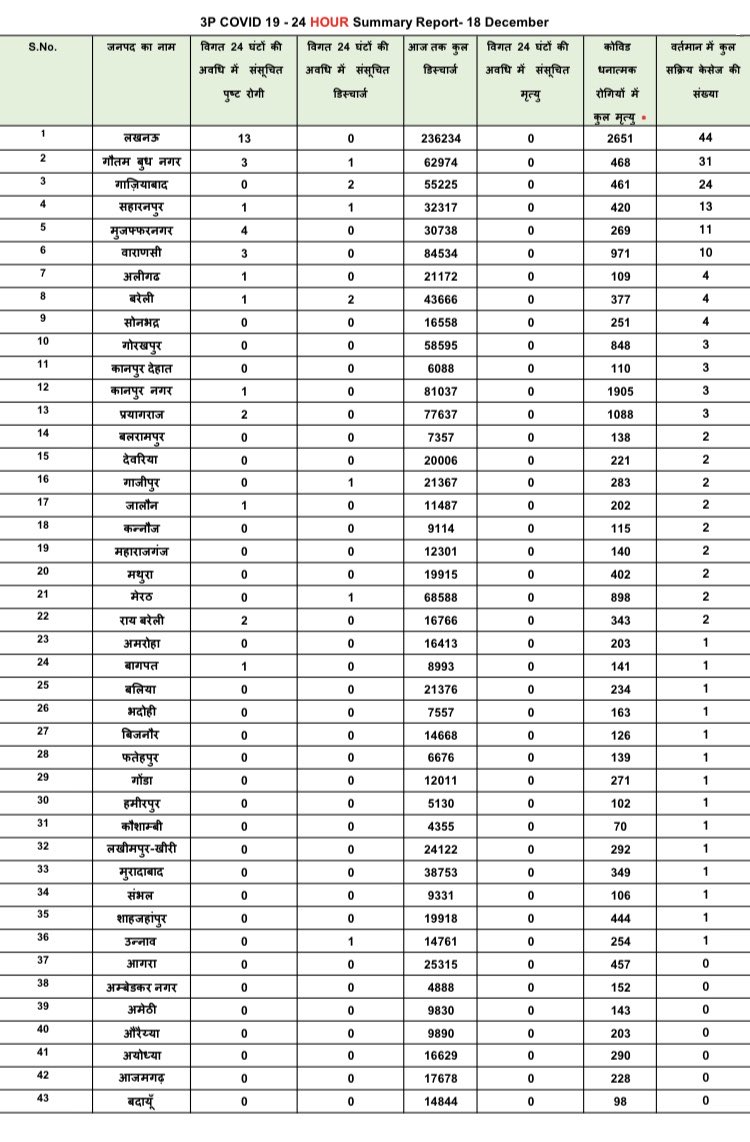 3P COVID 19 - 24 HOUR Summary Report- 18 December
S.No. जनपद का नाम विगत 24 घंटों की अवधि में संसूचित पुष्ट रोगी विगत 24 घंटों की अवधि में संसूचित डिस्चार्ज आज तक कुल डिस्चार्ज विगत 24 घंटों की अवधि में संसूचित मृत्यु कोविड धनात्मक रोगियों में कुल मृत्यु वर्तमान में कुल सक्रिय केसेज की संख्या
1 लखनऊ 13 0 236234 0 2651 44
2 गौतम बुध नगर 3 1 62974 0 468 31
3 गाज़ियाबाद 0 2 55225 0 461 24
4 सहारनपुर 1 1 32317 0 420 13
5 मुजफ्फरनगर 4 0 30738 0 269 11
6 वाराणसी 3 0 84534 0 971 10
7 अलीगढ 1 0 21172 0 109 4
8 बरेली 1 2 43666 0 377 4
9 सोनभद्र 0 0 16558 0 251 4
10 गोरखपुर 0 0 58595 0 848 3
11 कानपुर देहात 0 0 6088 0 110 3
12 कानपुर नगर 1 0 81037 0 1905 3
13 प्रयागराज 2 0 77637 0 1088 3
14 बलरामपुर 0 0 7357 0 138 2
15 देवरिया 0 0 20006 0 221 2
16 गाजीपुर 0 1 21367 0 283 2
17 जालौन 1 0 11487 0 202 2
18 कन्नौज 0 0 9114 0 115 2
19 महाराजगंज 0 0 12301 0 140 2
20 मथुरा 0 0 19915 0 402 2
21 मेरठ 0 1 68588 0 898 2
22 राय बरेली 2 0 16766 0 343 2
23 अमरोहा 0 0 16413 0 203 1
24 बागपत 1 0 8993 0 141 1
25 बलिया 0 0 21376 0 234 1
26 भदोही 0 0 7557 0 163 1
27 बिजनौर 0 0 14668 0 126 1
28 फतेहपुर 0 0 6676 0 139 1
29 गोंडा 0 0 12011 0 271 1
30 हमीरपुर 0 0 5130 0 102 1
31 कौशाम्बी 0 0 4355 0 70 1
32 लखीमपुर-खीरी 0 0 24122 0 292 1
33 मुरादाबाद 0 0 38753 0 349 1
34 संभल 0 0 9331 0 106 1
35 शाहजहांपुर 0 0 19918 0 444 1
36 उन्नाव 0 1 14761 0 254 1
37 आगरा 0 0 25315 0 457 0
38 अम्बेडकर नगर 0 0 4888 0 152 0
39 अमेठी 0 0 9830 0 143 0
40 औरैय्या 0 0 9890 0 203 0
41 अयोध्या 0 0 16629 0 290 0
42 आजमगढ़ 0 0 17678 0 228 0
43 बदायूँ 0 0 14844 0 98 0